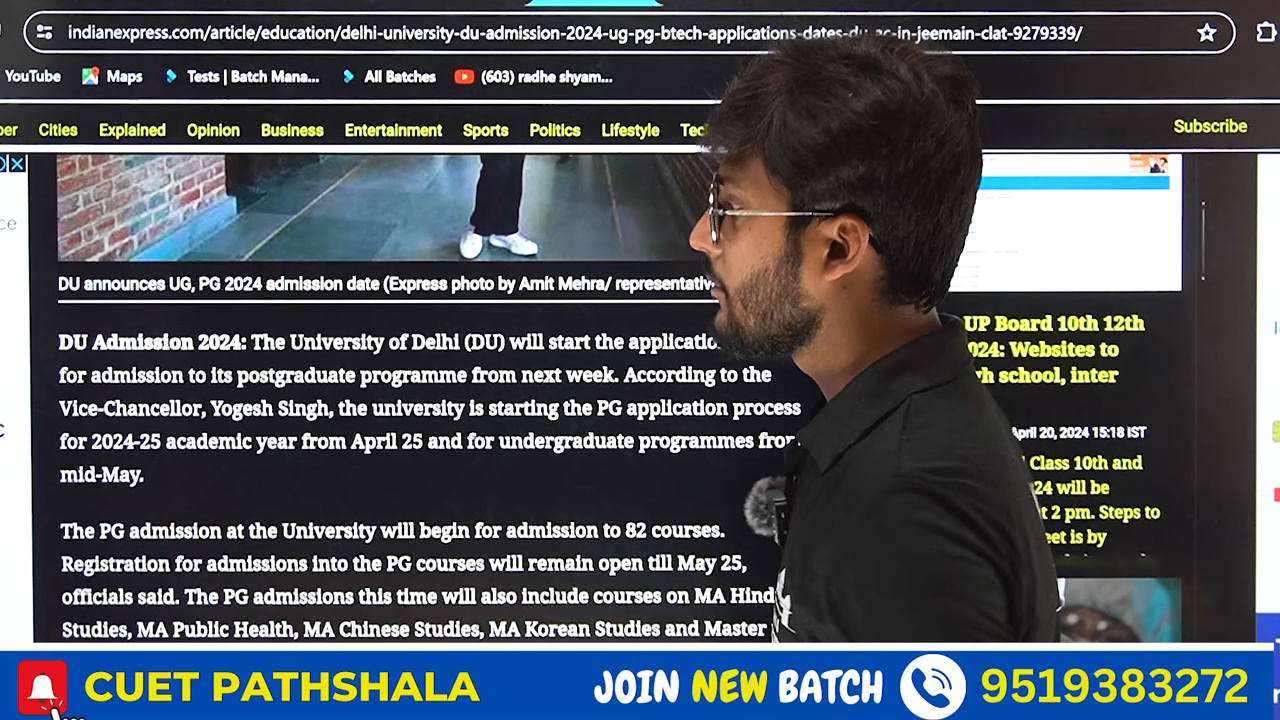 indianexpress.com/article/education/delhi-university-du-admission-2024-ug-pg-btech-applications-dates-du-ac-in-jeemain-clat-9279339/
YouTube Maps Tests | Batch Mana... All Batches (603) radhe shyam...
Cities Explained Opinion Business Entertainment Sports Politics Lifestyle Subscribe
DU announces UG, PG 2024 admission date (Express photo by Amit Mehra/
DU Admission 2024: The University of Delhi (DU) will start the
for admission to its postgraduate programme from next week. According to the
Vice-Chancellor, Yogesh Singh, the university is starting the PG application process
for 2024-25 academic year from April 25 and for undergraduate programmes from
mid-May.
The PG admission at the University will begin for admission to 82 courses.
Registration for admissions into the PG courses will remain open till May 25,
officials said. The PG admissions this time will also include courses on MA
Studies, MA Public Health, MA Chinese Studies, MA Korean Studies and Master
UP Board 10th 12th
Websites to
school, inter
April 20, 2024 15:18 IST
Class 10th and
will be
2 pm. Steps to
is by
CUET PATHSHALA JOIN NEW BATCH 9519383272